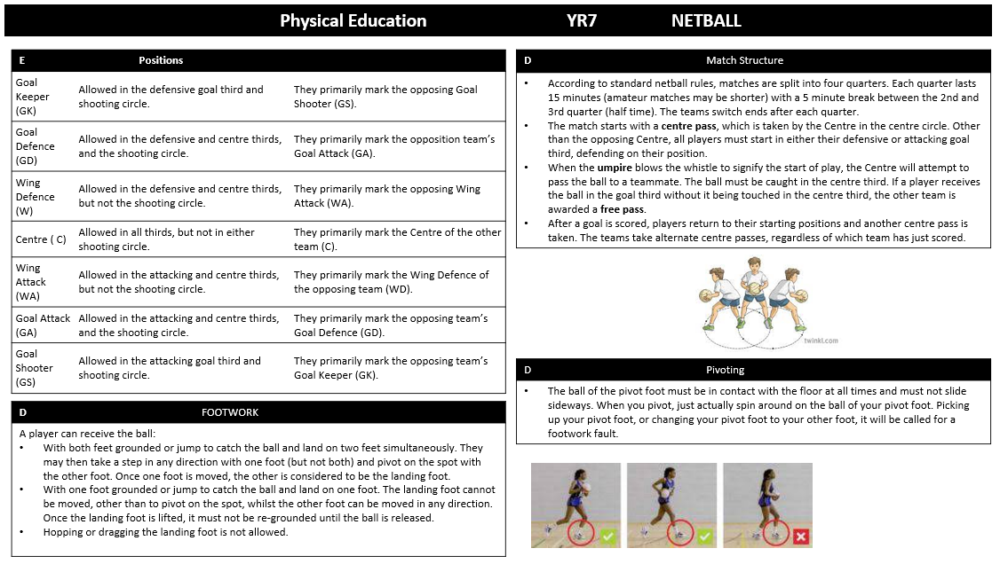 Physical Education YR7 NETBALL
E Positions
Goal
Keeper
(GK)
Allowed in the defensive goal third and
shooting circle.
They primarily mark the opposing Goal
Shooter (GS).
Goal
Defence
(GD)
Allowed in the defensive and centre thirds,
and the shooting circle.
They primarily mark the opposition team's
Goal Attack (GA).
Wing
Defence
(W)
Allowed in the defensive and centre thirds,
but not the shooting circle.
They primarily mark the opposing Wing
Attack (WA).
Centre ( C)
Allowed in all thirds, but not in either
shooting circle.
They primarily mark the Centre of the other
team (C).
Wing
Attack
(WA)
Allowed in the attacking and centre thirds,
but not the shooting circle.
They primarily mark the Wing Defence of
the opposing team (WD).
Goal Attack
(GA)
Allowed in the attacking and centre thirds,
and the shooting circle.
They primarily mark the opposing team's
Goal Defence (GD).
Goal
Shooter
(GS)
Allowed in the attacking goal third and
shooting circle.
They primarily mark the opposing team's
Goal Keeper (GK).
D FOOTWORK
A player can receive the ball:
• With both feet grounded or jump to catch the ball and land on two feet simultaneously. They
may then take a step in any direction with one foot (but not both) and pivot on the spot with
the other foot. Once one foot is moved, the other is considered to be the landing foot.
• With one foot grounded or jump to catch the ball and land on one foot. The landing foot cannot
be moved, other than to pivot on the spot, whilst the other foot can be moved in any direction.
Once the landing foot is lifted, it must not be re-grounded until the ball is released.
• Hopping or dragging the landing foot is not allowed.
D Match Structure
• According to standard netball rules, matches are split into four quarters. Each quarter lasts
15 minutes (amateur matches may be shorter) with a 5 minute break between the 2nd and
3rd quarter (half time). The teams switch ends after each quarter.
• The match starts with a centre pass, which is taken by the Centre in the centre circle. Other
than the opposing Centre, all players must start in either their defensive or attacking goal
third, defending on their position.
• When the umpire blows the whistle to signify the start of play, the Centre will attempt to
pass the ball to a teammate. The ball must be caught in the centre third. If a player receives
the ball in the goal third without it being touched in the centre third, the other team is
awarded a free pass.
• After a goal is scored, players return to their starting positions and another centre pass is
taken. The teams take alternate centre passes, regardless of which team has just scored.
twinkl.com
D Pivoting
• The ball of the pivot foot must be in contact with the floor at all times and must not slide
sideways. When you pivot, just actually spin around on the ball of your pivot foot. Picking
up your pivot foot, or changing your pivot foot to your other foot, it will be called for a
footwork fault.